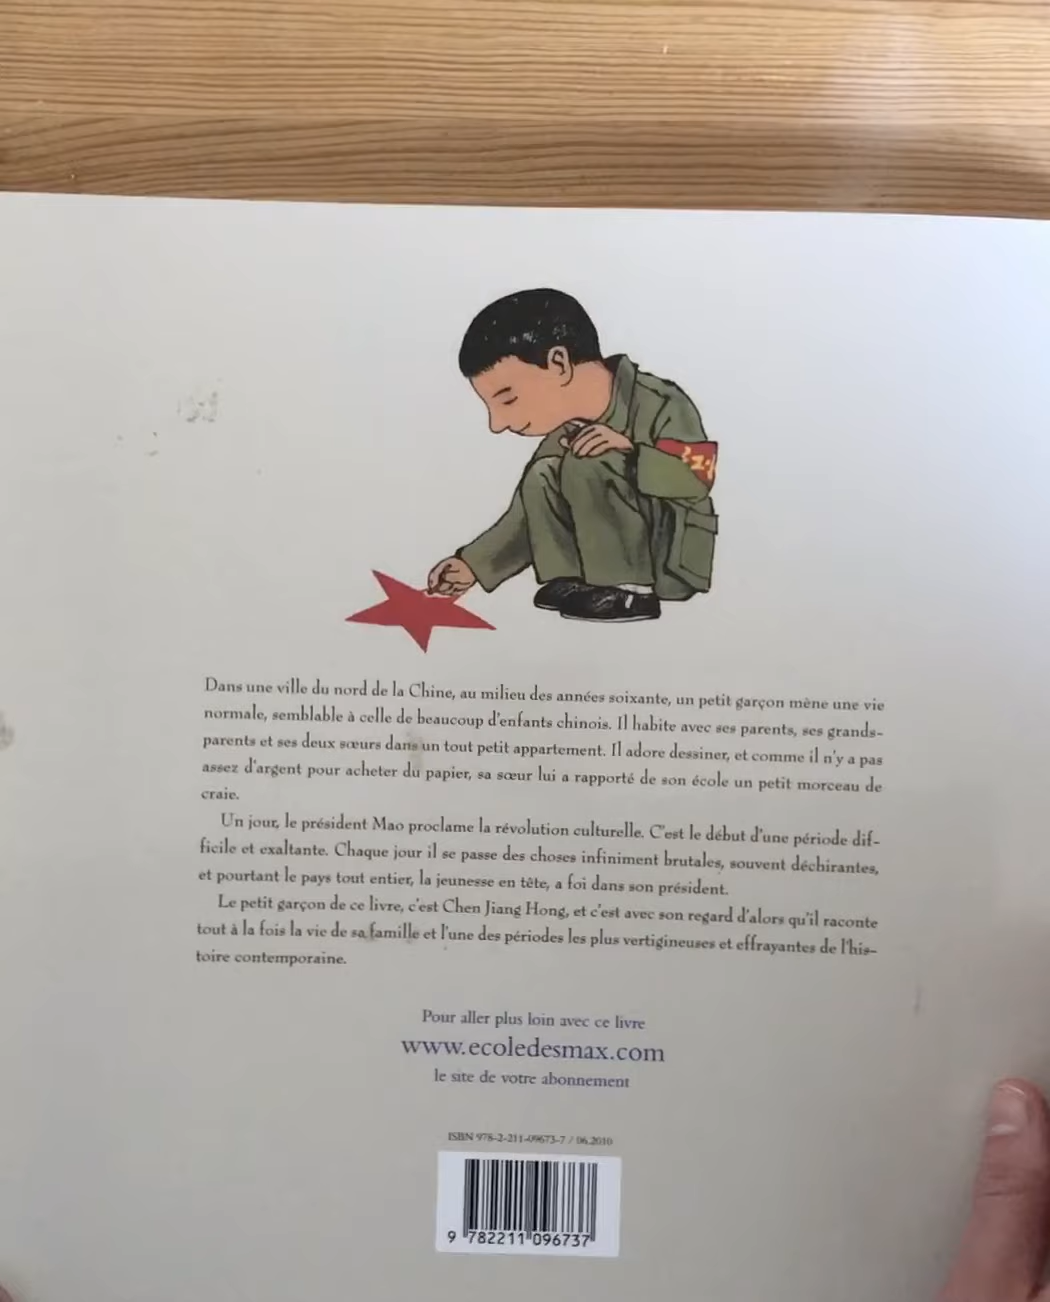 Dans une ville du nord de la Chine, au milieu des années soixante, un petit garçon mène une vie
normale, semblable à celle de beaucoup d'enfants chinois. Il habite avec ses parents, ses grands-
parents et ses deux sœurs dans un tout petit appartement. Il adore dessiner, et comme il n'y a pas
assez d'argent pour acheter du papier, sa sœur lui a rapporté de son école un petit morceau de
craie.
Un jour, le président Mao proclame la révolution culturelle. C'est le début d'une période dif-
ficile et exaltante. Chaque jour il se passe des choses infiniment brutales, souvent déchirantes,
et pourtant le pays tout entier, la jeunesse en tête, a foi dans son président.
Le petit garçon de ce livre, c'est Chen Jiang Hong, et c'est avec son regard d'alors qu'il raconte
tout à la fois la vie de sa famille et l'une des périodes les plus vertigineuses et effrayantes de l'his-
toire contemporaine.
Pour aller plus loin avec ce livre
www.ecoledesmax.com
le site de votre abonnement
ISBN 978-2-211-09673-7 / 06.2010
9 782211 096737